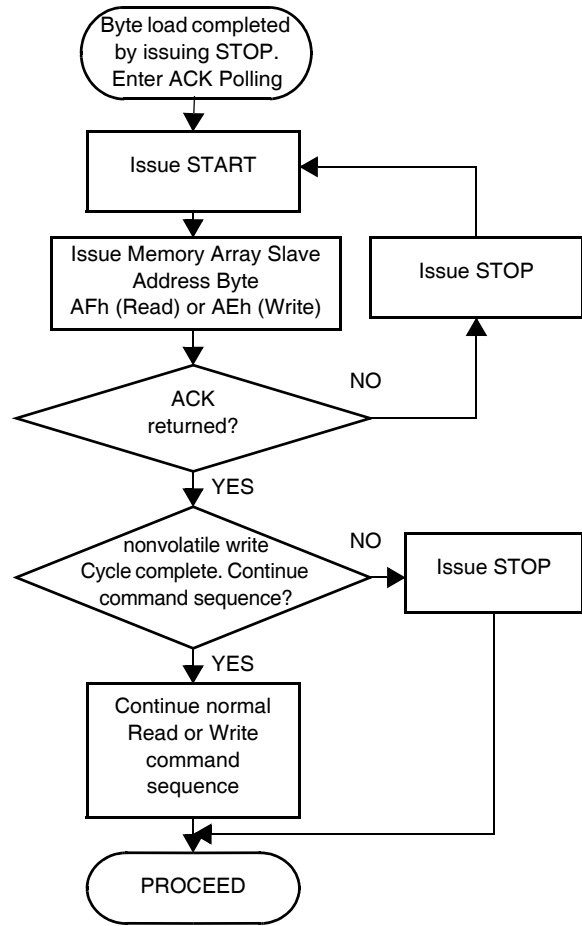 Byte load completed
by issuing STOP.
Enter ACK Polling
Issue START
Issue Memory Array Slave
Address Byte
AFh (Read) or AEh (Write)
Issue STOP
NO
ACK
returned?
YES
nonvolatile write
Cycle complete. Continue
command sequence?
NO
Issue STOP
YES
Continue normal
Read or Write
command
sequence
PROCEED